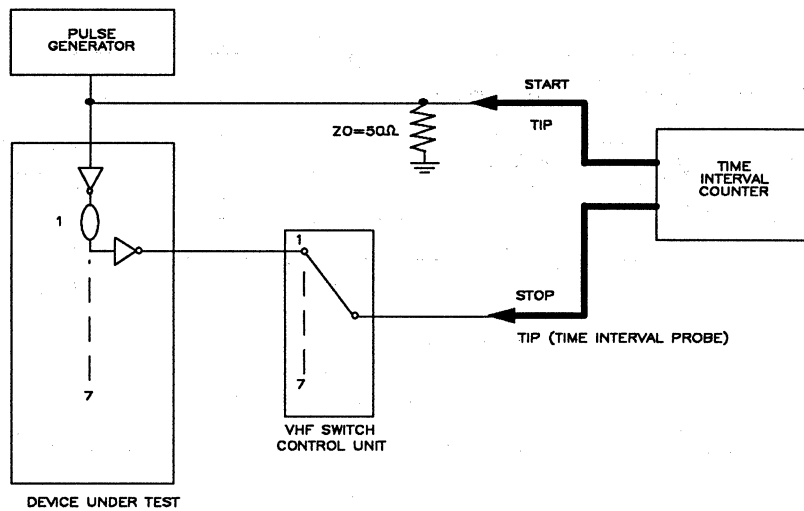 PULSE
GENERATOR
START
TIP
ZO=50Ω
TIME
INTERVAL
COUNTER
1
1
STOP
TIP (TIME INTERVAL PROBE)
7
7
VHF SWITCH
CONTROL UNIT
DEVICE UNDER TEST